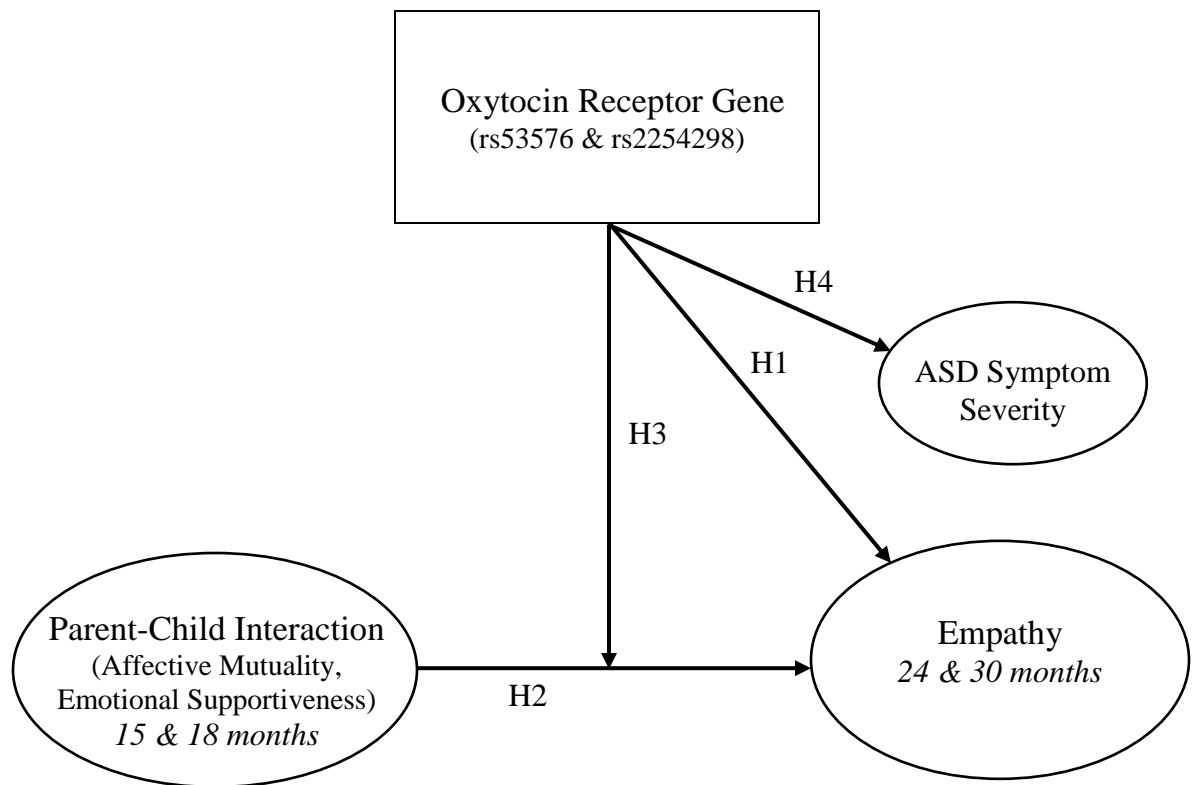 Oxytocin Receptor Gene
(rs53576 & rs2254298)
H4
H1
ASD Symptom
Severity
H3
Parent-Child Interaction
(Affective Mutuality,
Emotional Supportiveness)
15 & 18 months
H2
Empathy
24 & 30 months